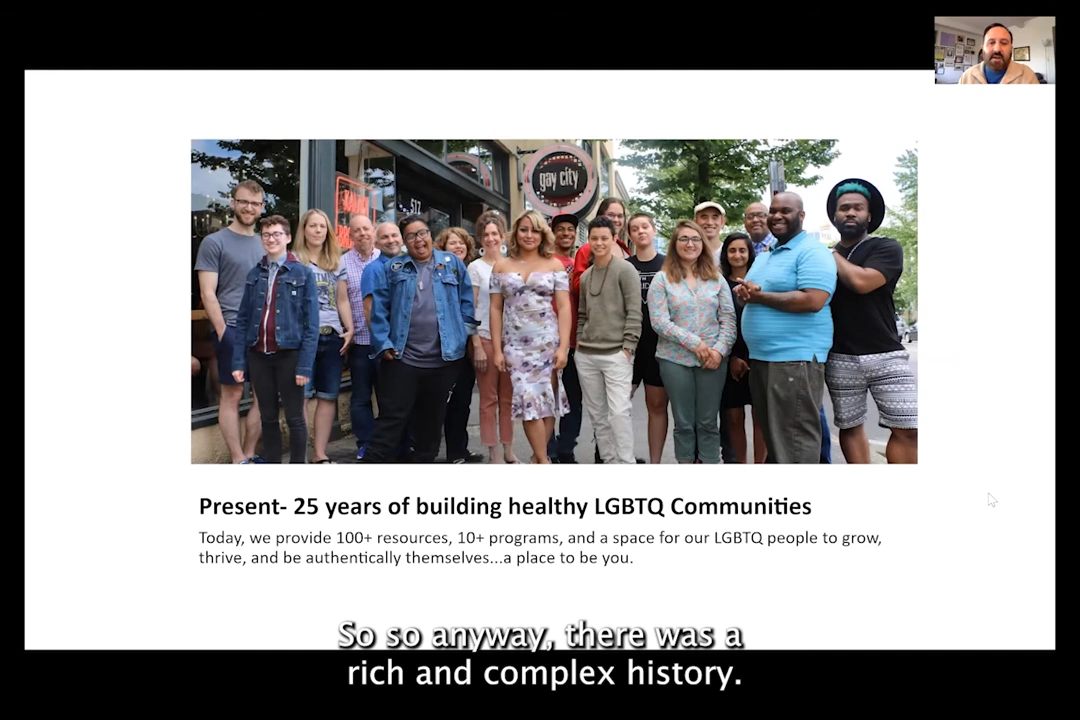 gay city
517
Present- 25 years of building healthy LGBTQ Communities
Today, we provide 100+ resources, 10+ programs, and a space for our LGBTQ people to grow,
thrive, and be authentically themselves...a place to be you.
So so anyway, there was a
rich and complex history.